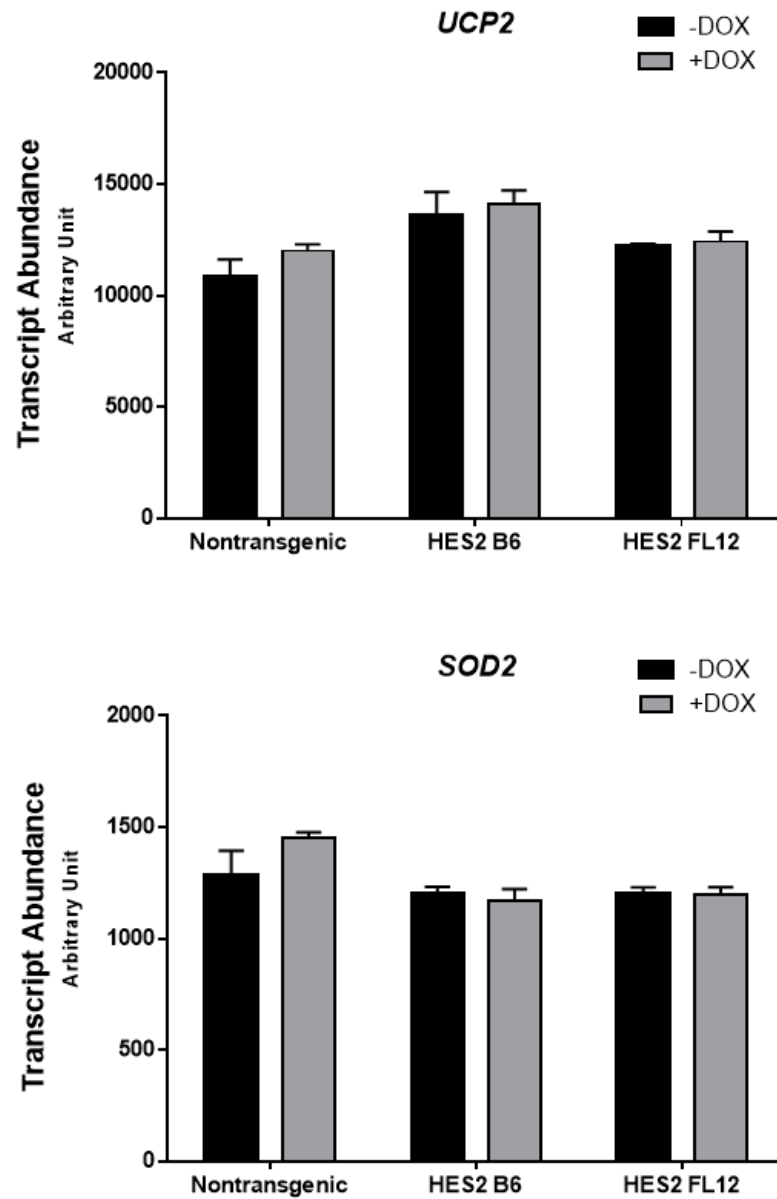 UCP2
-DOX
+DOX
20000
15000
10000
5000
0
Transcript Abundance
Arbitrary Unit
Nontransgenic HES2 B6 HES2 FL12
SOD2
-DOX
+DOX
2000
1500
1000
500
0
Transcript Abundance
Arbitrary Unit
Nontransgenic HES2 B6 HES2 FL12